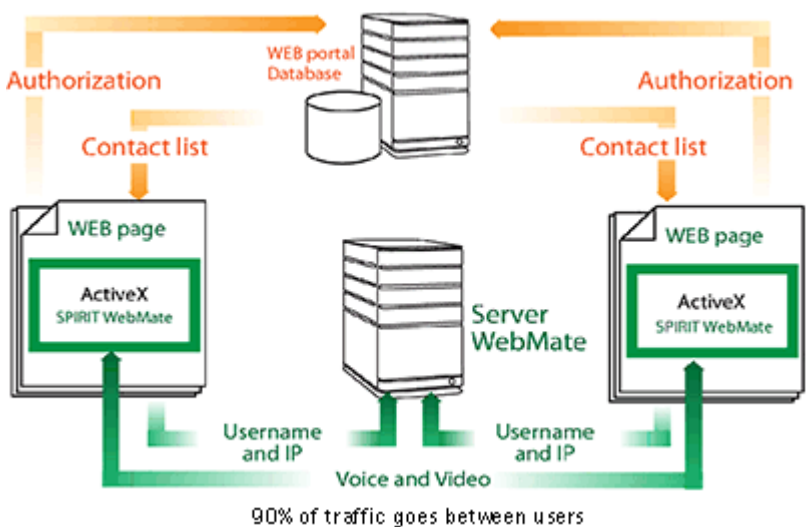 WEB portal
Database
Authorization
Authorization
Contact list
Contact list
WEB page
ActiveX
SPIRIT WebMate
Server
WebMate
WEB page
ActiveX
SPIRIT WebMate
Username
and IP
Username
and IP
Voice and Video
90% of traffic goes between users